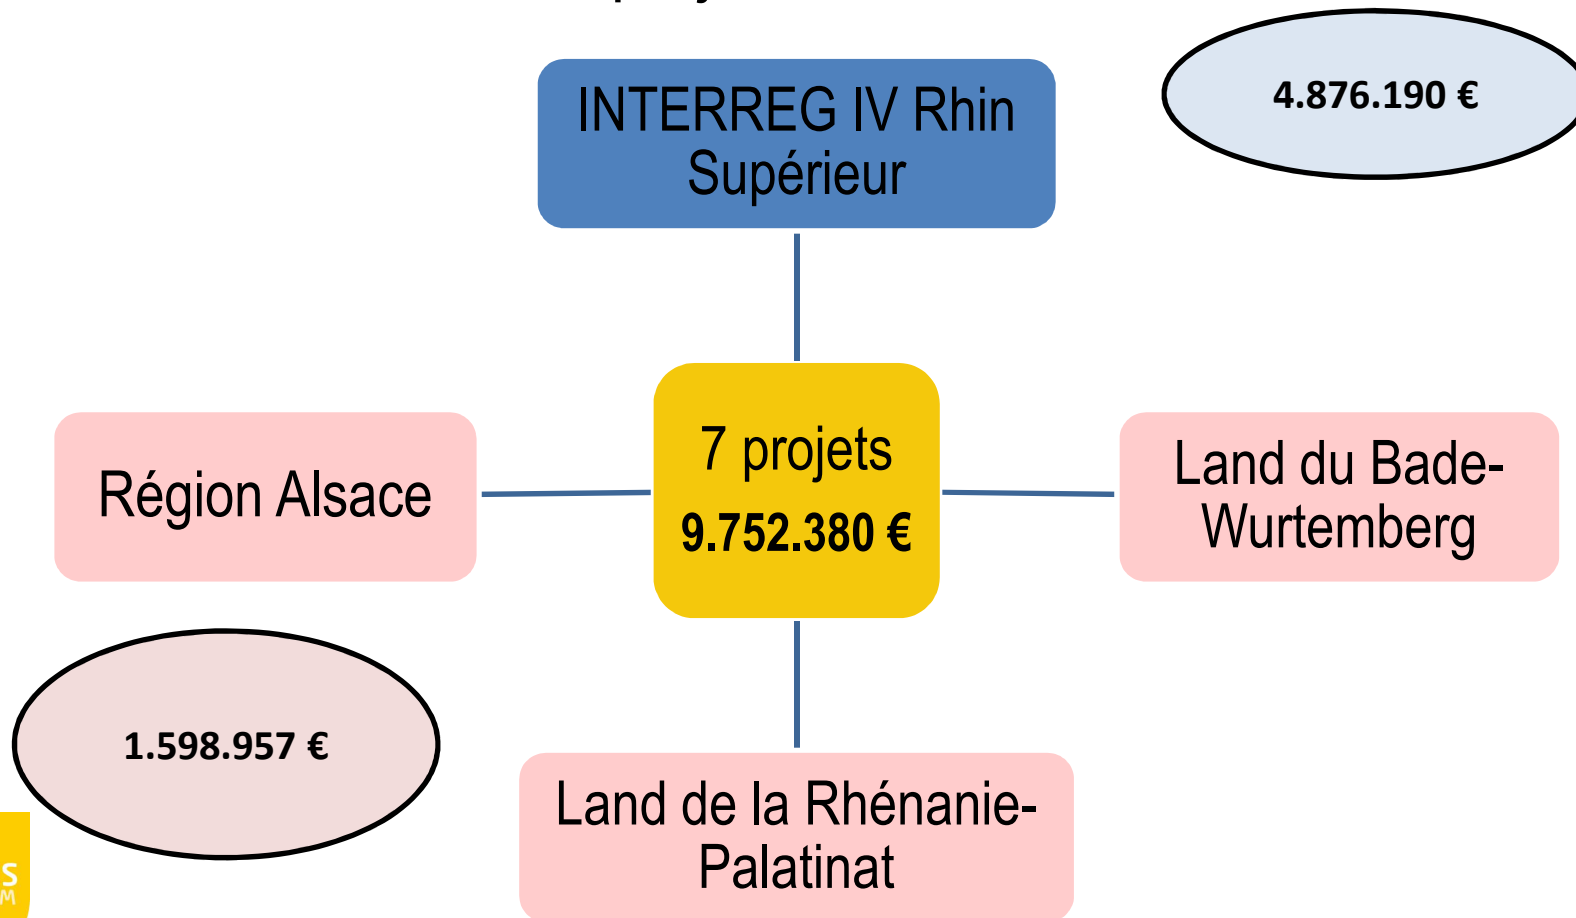 4.876.190 €
INTERREG IV Rhin
Supérieur
7 projets
9.752.380 €
Région Alsace
Land du Bade-
Wurtemberg
1.598.957 €
Land de la Rhénanie-
Palatinat
S
M